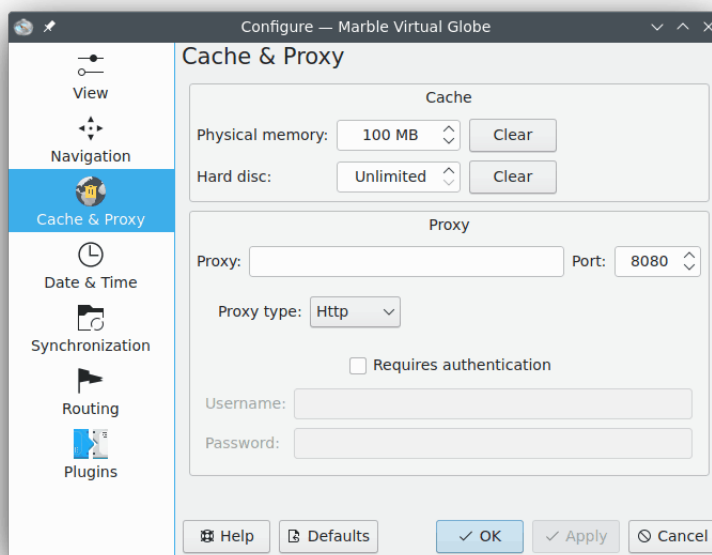 Configure — Marble Virtual Globe
View
Navigation
Cache & Proxy
Date & Time
Synchronization
Routing
Plugins
Cache & Proxy
Cache
Physical memory: 100 MB Clear
Hard disc: Unlimited Clear
Proxy
Proxy: Port: 8080
Proxy type: Http
Requires authentication
Username:
Password:
Help Defaults OK Apply Cancel